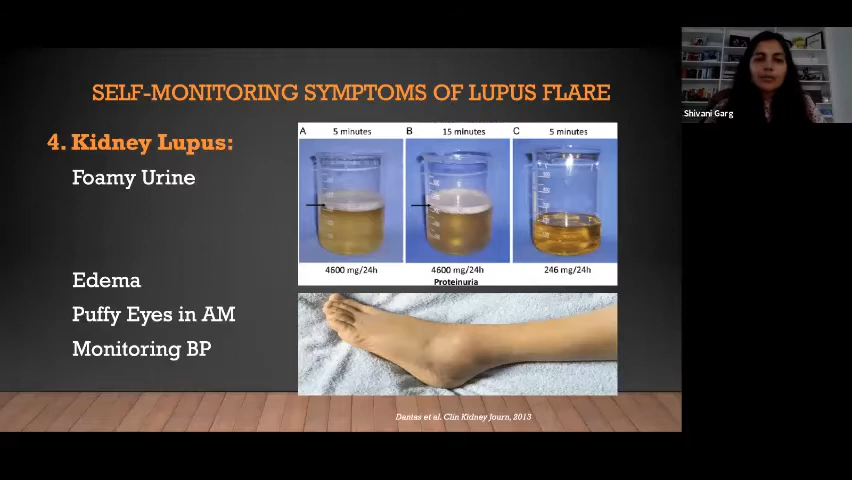 SELF-MONITORING SYMPTOMS OF LUPUS FLARE
4. Kidney Lupus:
Foamy Urine
Edema
Puffy Eyes in AM
Monitoring BP
A 5 minutes B 15 minutes C 5 minutes
4600 mg/24h 4600 mg/24h 246 mg/24h
Proteinuria
Dantas et al. Clin Kidney Journ, 2013
Shivani Garg